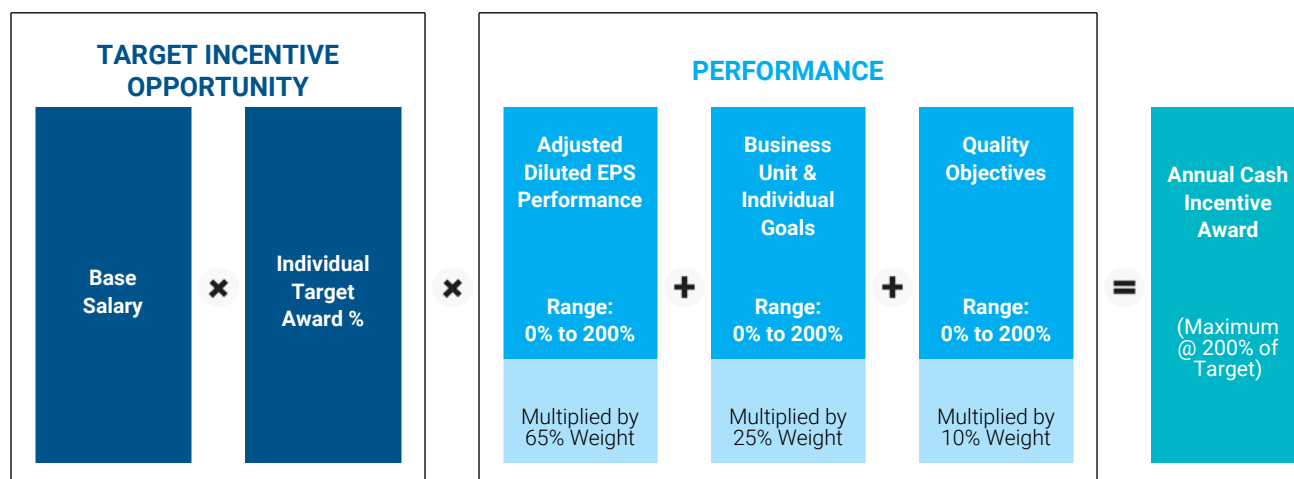 TARGET INCENTIVE
OPPORTUNITY
Base
Salary
×
Individual
Target
Award %
×
PERFORMANCE
Adjusted
Diluted EPS
Performance
Range:
0% to 200%
Multiplied by
65% Weight
+
Business
Unit &
Individual
Goals
Range:
0% to 200%
Multiplied by
25% Weight
+
Quality
Objectives
Range:
0% to 200%
Multiplied by
10% Weight
=
Annual Cash
Incentive
Award
(Maximum
@ 200% of
Target)